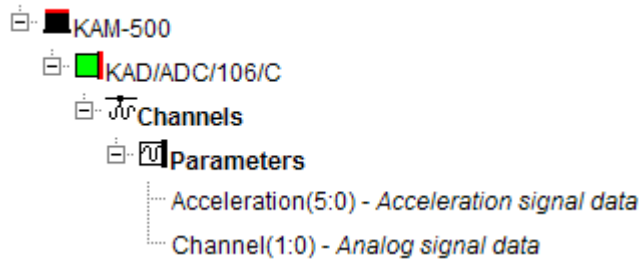 KAM-500
KAD/ADC/106/C
Channels
Parameters
Acceleration(5:0) - Acceleration signal data
Channel(1:0) - Analog signal data